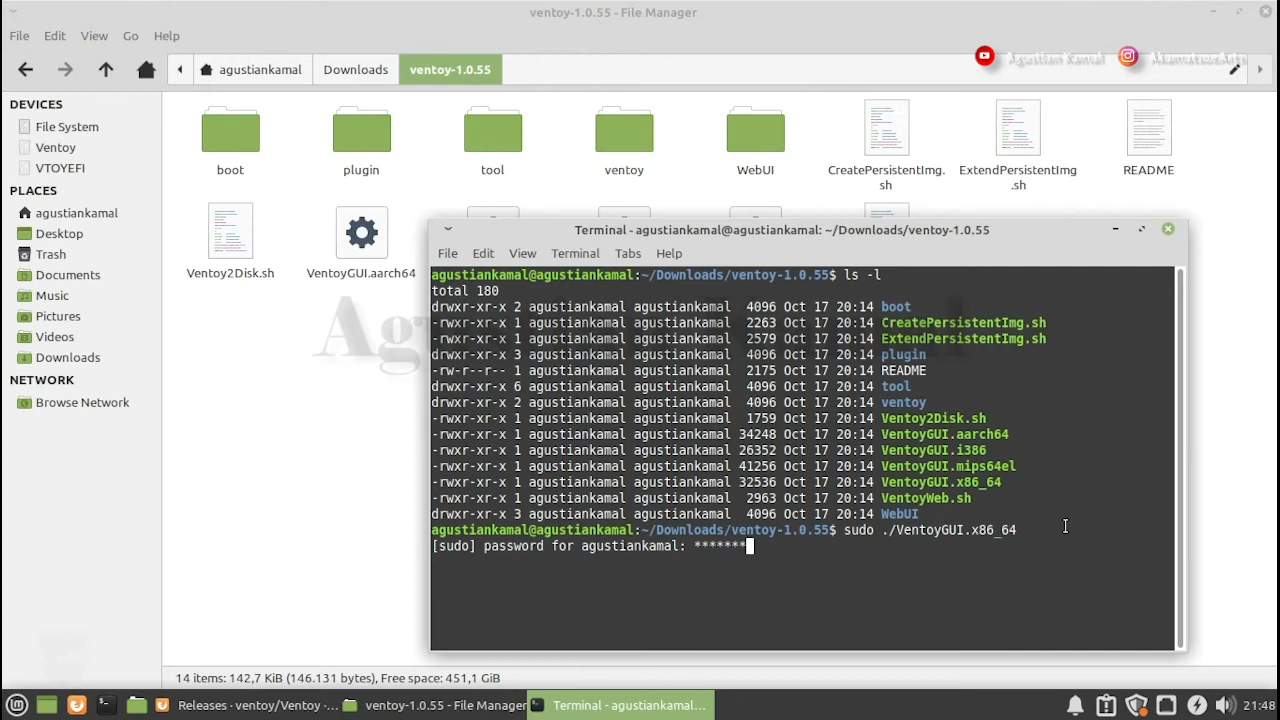 ventoy-1.0.55 - File Manager
File Edit View Go Help
agustiankamal Downloads ventoy-1.0.55
Agustian Kamal AkamativeArts
DEVICES
File System
Ventoy
VTOYEFI
PLACES
agustiankamal
Desktop
Trash
Documents
Music
Pictures
Videos
Downloads
NETWORK
Browse Network
boot plugin tool ventoy WebUI CreatePersistentImg.sh ExtendPersistentImg.sh README
Ventoy2Disk.sh VentoyGUI.aarch64
Terminal - agustiankamal@agustiankamal: ~/Downloads/ventoy-1.0.55
File Edit View Terminal Tabs Help
agustiankamal@agustiankamal:~/Downloads/ventoy-1.0.55$ ls -l
total 180
drwxr-xr-x 2 agustiankamal agustiankamal 4096 Oct 17 20:14 boot
-rwxr-xr-x 1 agustiankamal agustiankamal 2263 Oct 17 20:14 CreatePersistentImg.sh
-rwxr-xr-x 1 agustiankamal agustiankamal 2579 Oct 17 20:14 ExtendPersistentImg.sh
drwxr-xr-x 3 agustiankamal agustiankamal 4096 Oct 17 20:14 plugin
-rw-r--r-- 1 agustiankamal agustiankamal 2175 Oct 17 20:14 README
drwxr-xr-x 6 agustiankamal agustiankamal 4096 Oct 17 20:14 tool
drwxr-xr-x 2 agustiankamal agustiankamal 4096 Oct 17 20:14 ventoy
-rwxr-xr-x 1 agustiankamal agustiankamal 1759 Oct 17 20:14 Ventoy2Disk.sh
-rwxr-xr-x 1 agustiankamal agustiankamal 34248 Oct 17 20:14 VentoyGUI.aarch64
-rwxr-xr-x 1 agustiankamal agustiankamal 26352 Oct 17 20:14 VentoyGUI.i386
-rwxr-xr-x 1 agustiankamal agustiankamal 41256 Oct 17 20:14 VentoyGUI.mips64el
-rwxr-xr-x 1 agustiankamal agustiankamal 32536 Oct 17 20:14 VentoyGUI.x86_64
-rwxr-xr-x 1 agustiankamal agustiankamal 2963 Oct 17 20:14 VentoyWeb.sh
drwxr-xr-x 3 agustiankamal agustiankamal 4096 Oct 17 20:14 WebUI
agustiankamal@agustiankamal:~/Downloads/ventoy-1.0.55$ sudo ./VentoyGUI.x86_64
[sudo] password for agustiankamal: *******
14 items: 142,7 KiB (146.131 bytes), Free space: 451,1 GiB
Releases · ventoy/Ventoy ·... ventoy-1.0.55 - File Manager Terminal - agustiankamal... 21:48